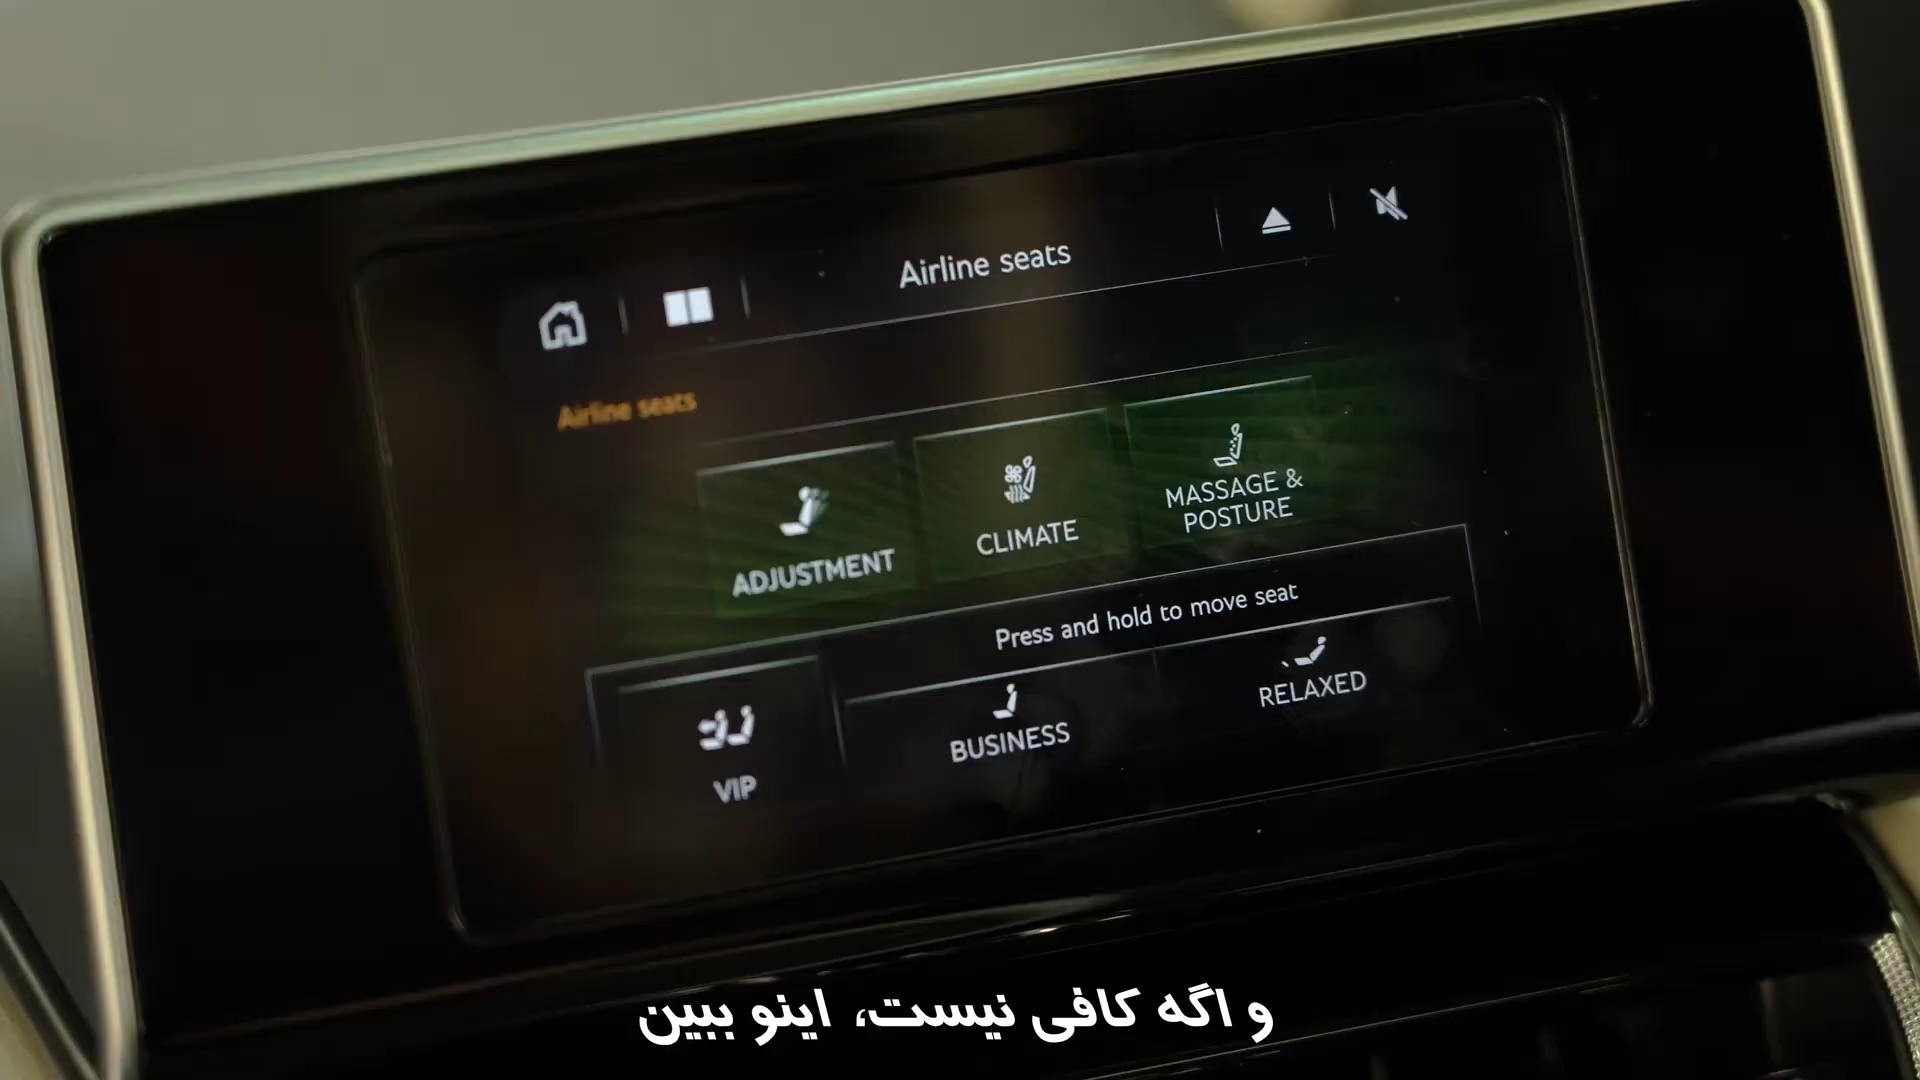 Airline seats
Airline seats
ADJUSTMENT
CLIMATE
MASSAGE &
POSTURE
Press and hold to move seat
VIP
BUSINESS
RELAXED
و اگه کافی نیست، اینو ببین